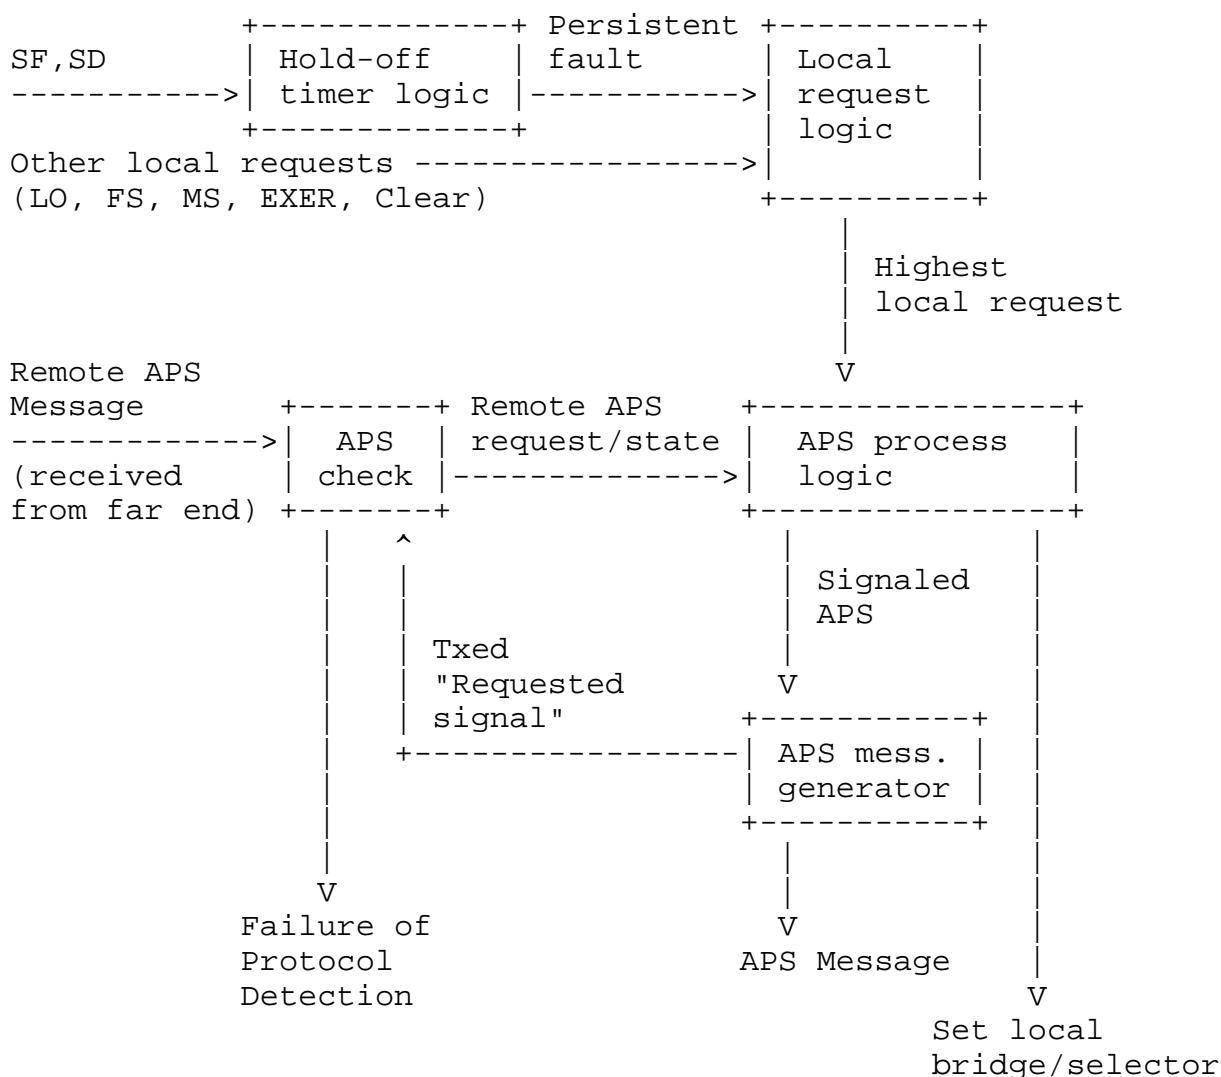 Persistent
SF,SD Hold-off fault Local
timer logic request
logic
Other local requests
(LO, FS, MS, EXER, Clear)
Highest
local request
Remote APS V
Message Remote APS
APS request/state APS process
(received check logic
from far end)
Signaled
APS
Txed
"Requested V
signal"
APS mess.
generator
V
Failure of V
Protocol APS Message
Detection V
Set local
bridge/selector